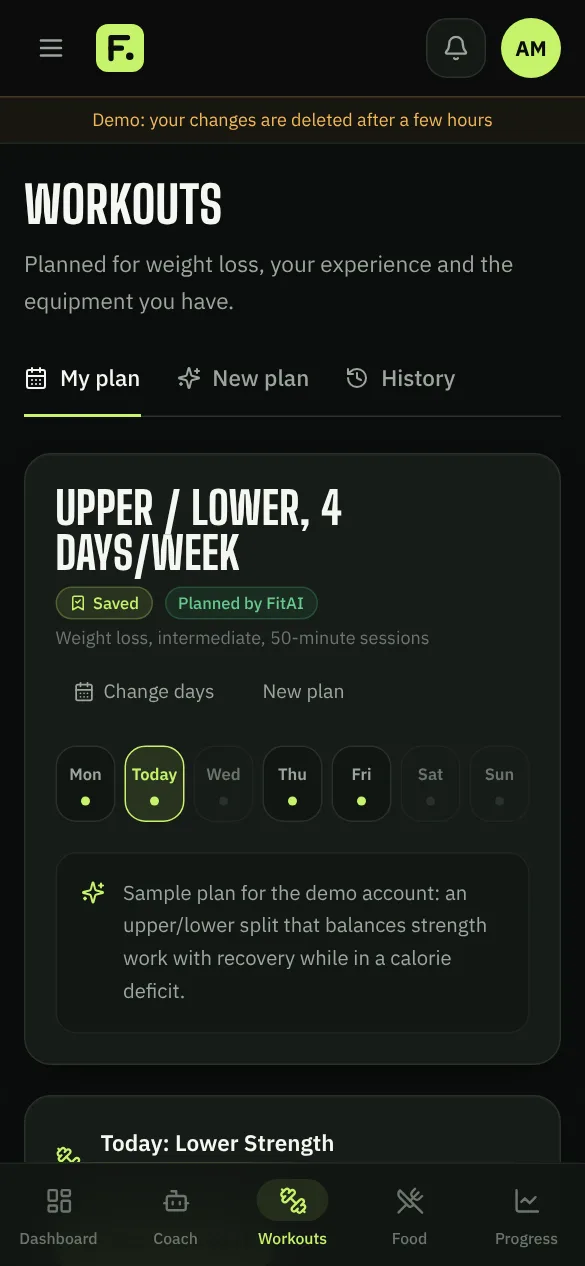 F.
AM
Demo: your changes are deleted after a few hours
WORKOUTS
Planned for weight loss, your experience and the
equipment you have.
My plan
New plan
History
UPPER / LOWER, 4
DAYS/WEEK
Saved
Planned by FitAI
Weight loss, intermediate, 50-minute sessions
Change days
New plan
Mon
Today
Wed
Thu
Fri
Sat
Sun
Sample plan for the demo account: an
upper/lower split that balances strength
work with recovery while in a calorie
deficit.
Today: Lower Strength
Dashboard
Coach
Workouts
Food
Progress